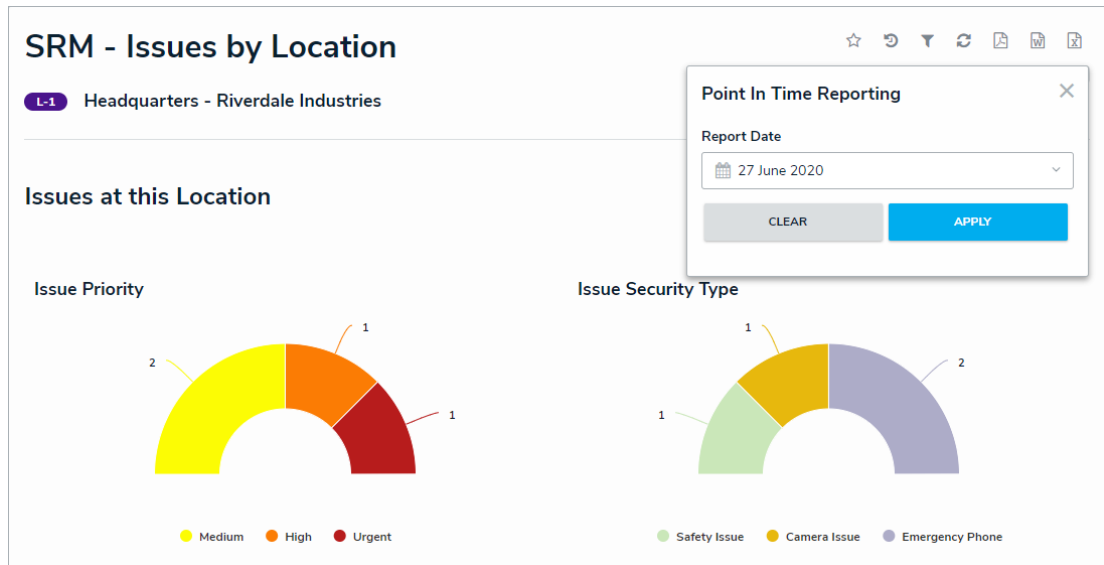 SRM - Issues by Location
L-1 Headquarters - Riverdale Industries
Point In Time Reporting
Report Date
27 June 2020
CLEAR APPLY
Issues at this Location
Issue Priority
2
1
1
Medium High Urgent
Issue Security Type
1
1
2
Safety Issue Camera Issue Emergency Phone